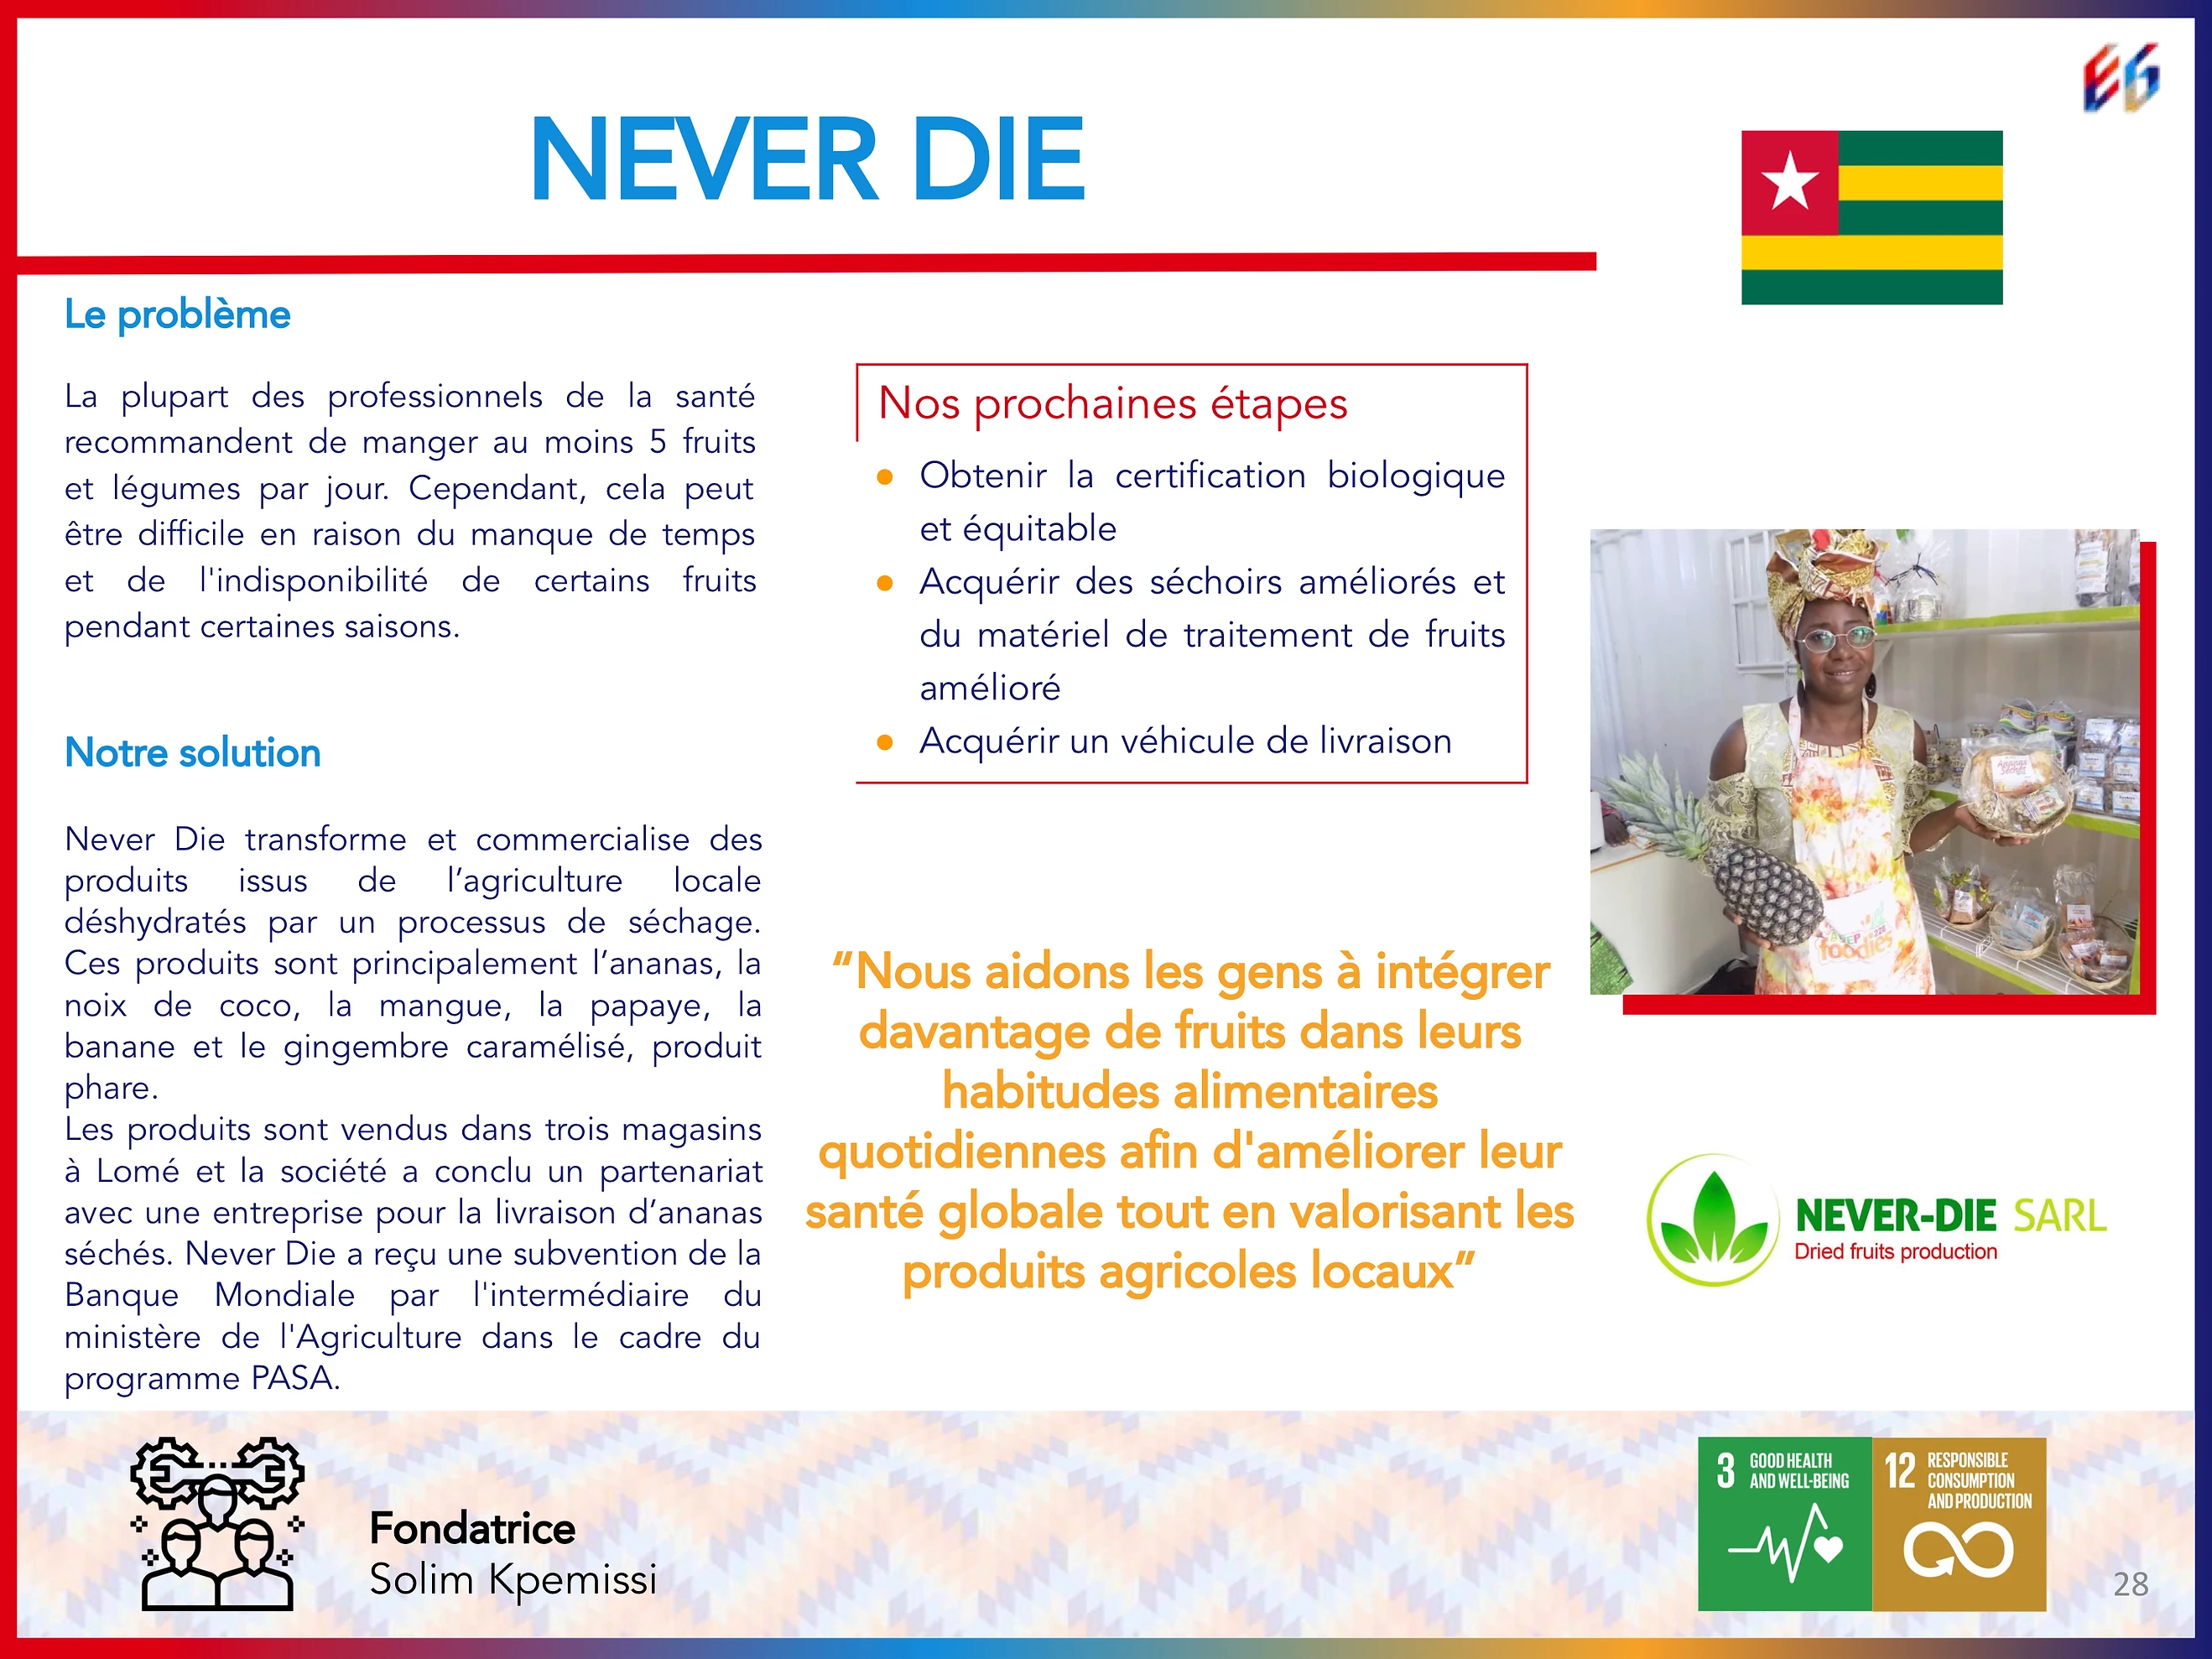 EG
NEVER DIE
Le problème
La plupart des professionnels de la santé
recommandent de manger au moins 5 fruits
et légumes par jour. Cependant, cela peut
être difficile en raison du manque de temps
et de l'indisponibilité de certains fruits
pendant certaines saisons.
Notre solution
Never Die transforme et commercialise des
produits issus de l’agriculture locale
déshydratés par un processus de séchage.
Ces produits sont principalement l’ananas, la
noix de coco, la mangue, la papaye, la
banane et le gingembre caramélisé, produit
phare.
Les produits sont vendus dans trois magasins
à Lomé et la société a conclu un partenariat
avec une entreprise pour la livraison d’ananas
séchés. Never Die a reçu une subvention de la
Banque Mondiale par l'intermédiaire du
ministère de l'Agriculture dans le cadre du
programme PASA.
Nos prochaines étapes
● Obtenir la certification biologique
et équitable
● Acquérir des séchoirs améliorés et
du matériel de traitement de fruits
amélioré
● Acquérir un véhicule de livraison
“Nous aidons les gens à intégrer
davantage de fruits dans leurs
habitudes alimentaires
quotidiennes afin d'améliorer leur
santé globale tout en valorisant les
produits agricoles locaux”
Ananas
Séché
foodies
NEVER-DIE SARL
Dried fruits production
Fondatrice
Solim Kpemissi
3 GOOD HEALTH
AND WELL-BEING
12 RESPONSIBLE
CONSUMPTION
AND PRODUCTION
28